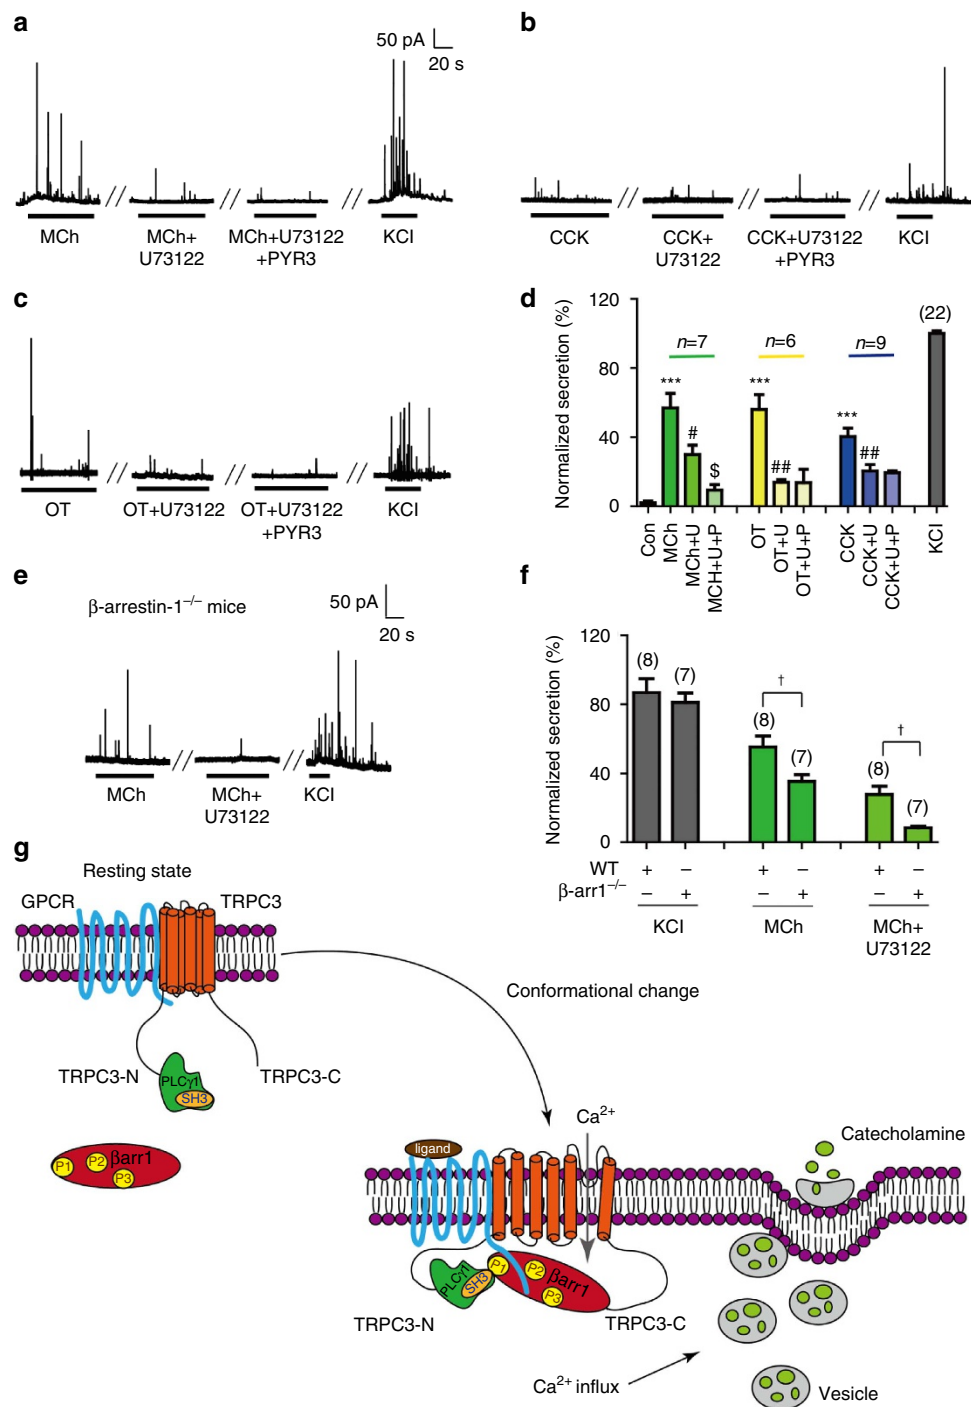 a
50 pA
20 s
MCh
MCh+
U73122
MCh+U73122
+PYR3
KCl
b
CCK
CCK+
U73122
CCK+U73122
+PYR3
KCl
c
OT
OT+U73122
OT+U73122
+PYR3
KCl
d
Normalized secretion (%)
120
80
40
0
n=7
n=6
n=9
(22)
***
#
$
***
##
***
##
Con
MCh
MCh+U
MCH+U+P
OT
OT+U
OT+U+P
CCK
CCK+U
CCK+U+P
KCl
e
β-arrestin-1−/− mice
50 pA
20 s
MCh
MCh+
U73122
KCl
f
Normalized secretion (%)
120
80
40
0
(8)
(7)
†
(8)
(7)
†
(8)
(7)
WT + − + − + −
β-arr1−/− − + − + − +
KCl
MCh
MCh+
U73122
g
Resting state
GPCR
TRPC3
TRPC3-N
PLCγ1
SH3
TRPC3-C
P1
P2
P3
βarr1
Conformational change
Ca2+
ligand
Catecholamine
PLCγ1
SH3
P1
P2
P3
βarr1
TRPC3-N
TRPC3-C
Ca2+ influx
Vesicle